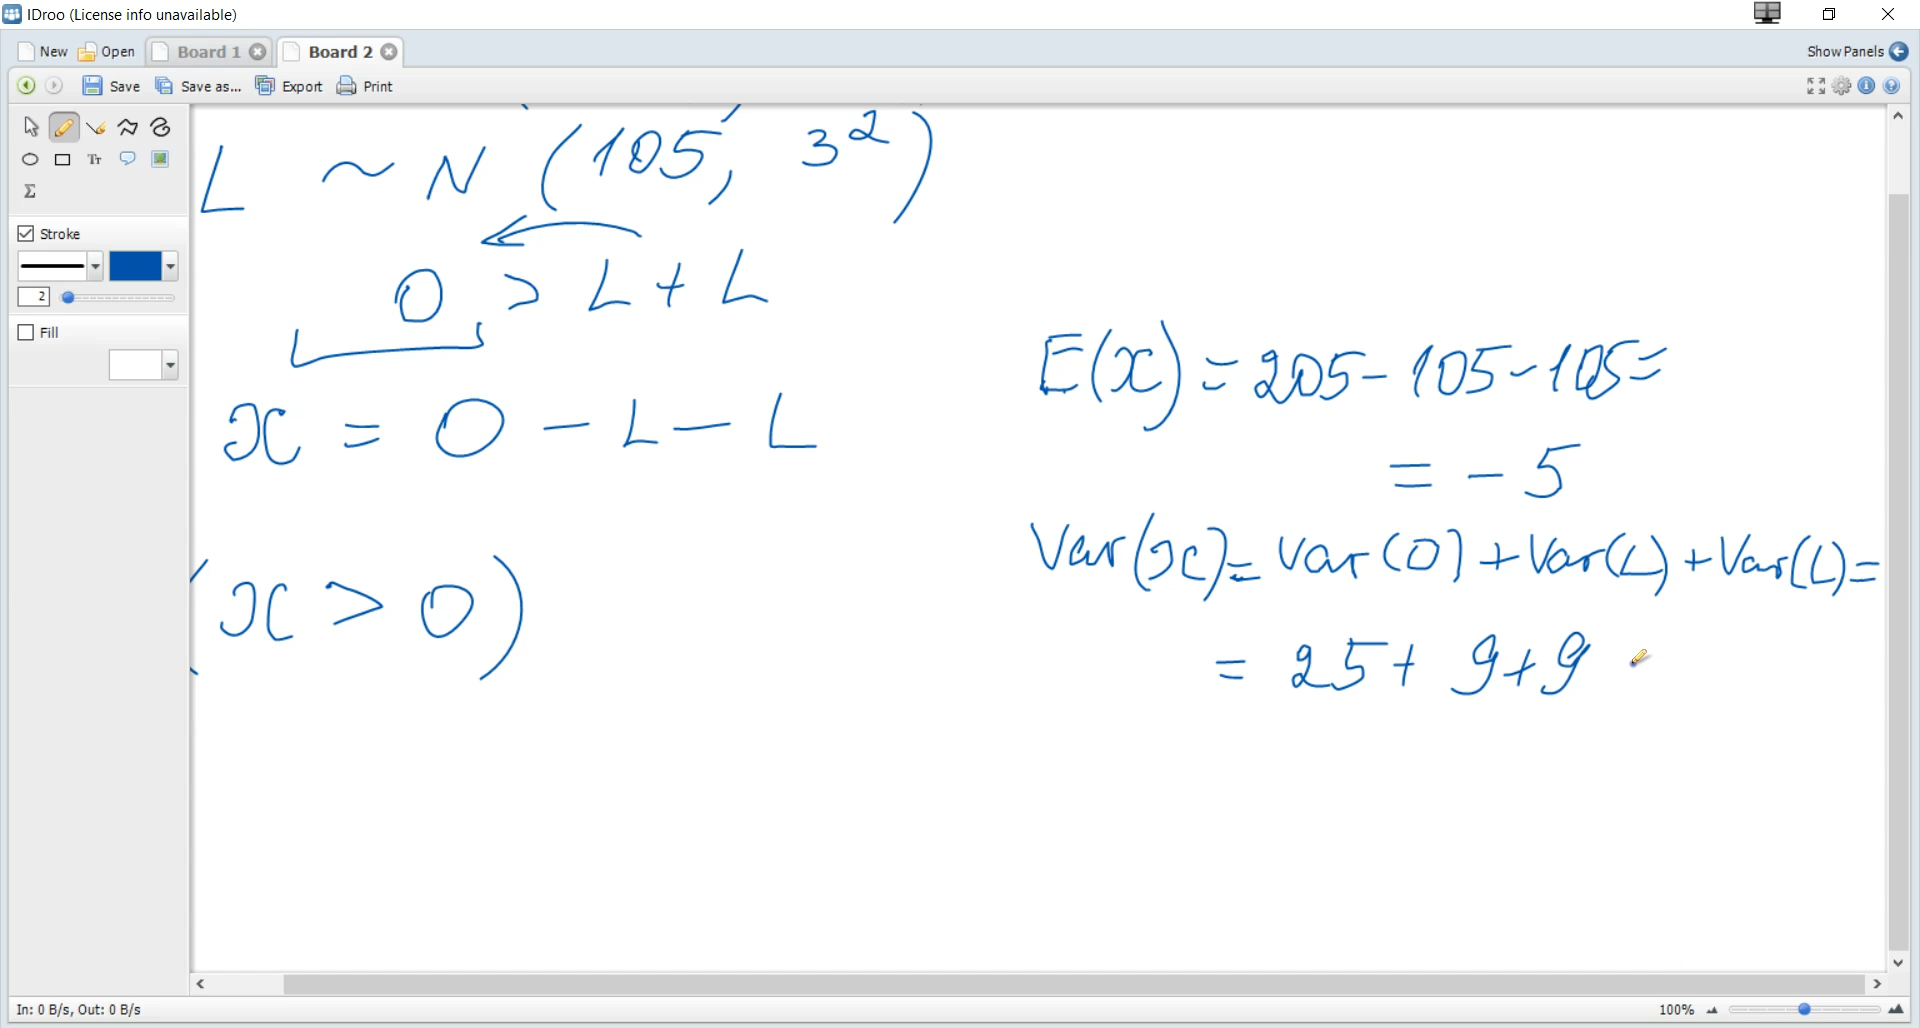 IDroo (License info unavailable)
New Open Board 1 Board 2 Show Panels
Save Save as... Export Print
Tт
Σ
Stroke
2
Fill
L ~ N (105, 3²)
O > L + L
x = O - L - L
(x > 0)
E(x) = 205 - 105 - 105 =
= - 5
Var(x) = Var(O) + Var(L) + Var(L) =
= 25 + 9 + 9
In: 0 B/s, Out: 0 B/s 100%